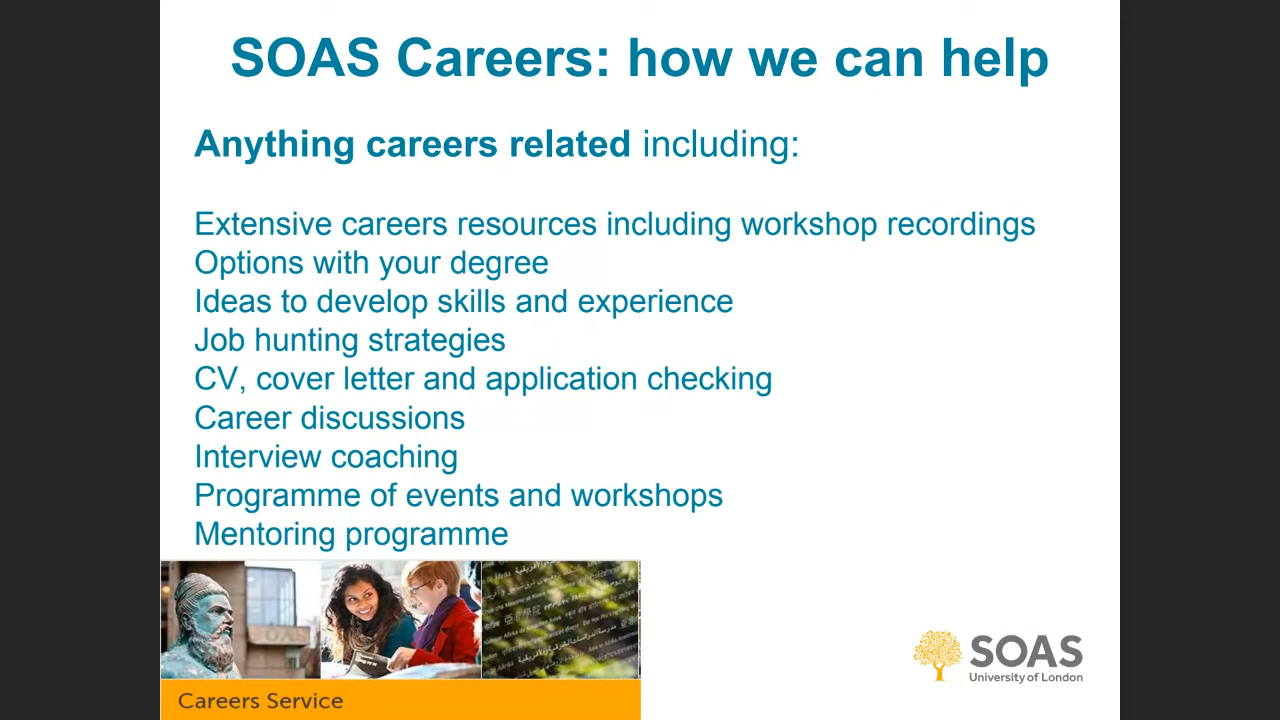 SOAS Careers: how we can help
Anything careers related including:
Extensive careers resources including workshop recordings
Options with your degree
Ideas to develop skills and experience
Job hunting strategies
CV, cover letter and application checking
Career discussions
Interview coaching
Programme of events and workshops
Mentoring programme
Careers Service
SOAS
University of London